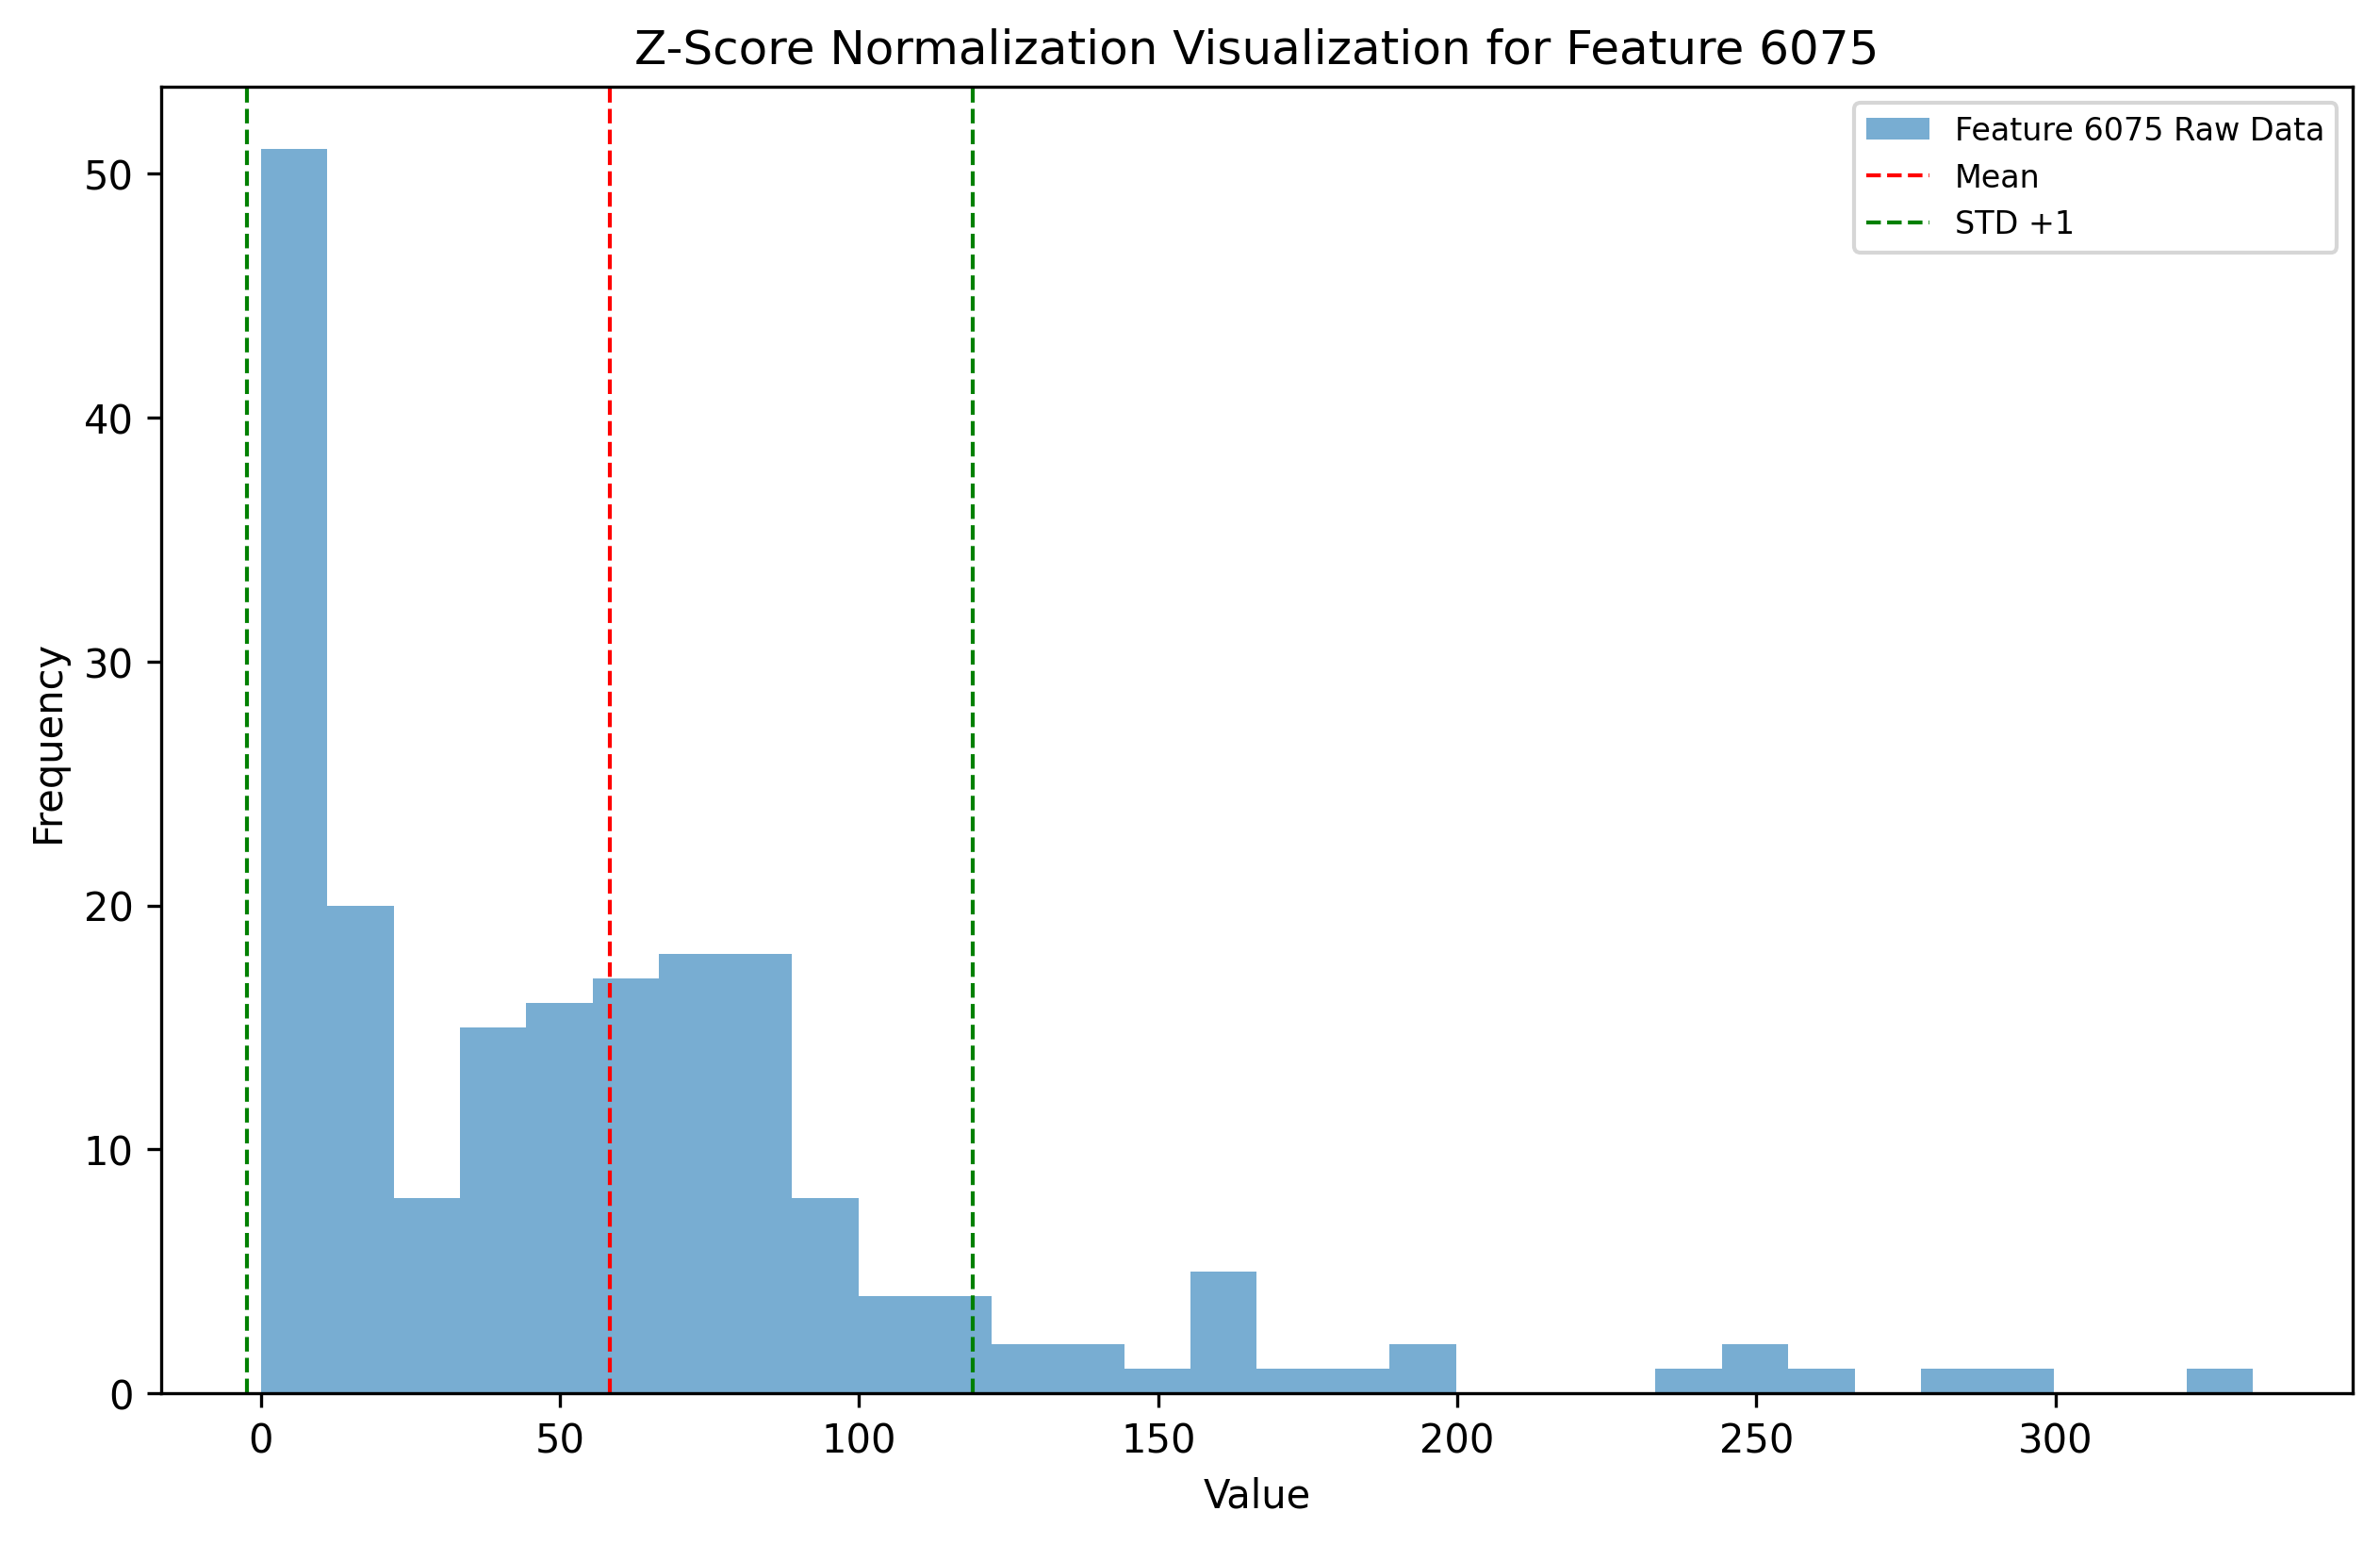 Z-Score Normalization Visualization for Feature 6075
Feature 6075 Raw Data
Mean
STD +1
50
40
30
20
10
0
Frequency
0 50 100 150 200 250 300
Value